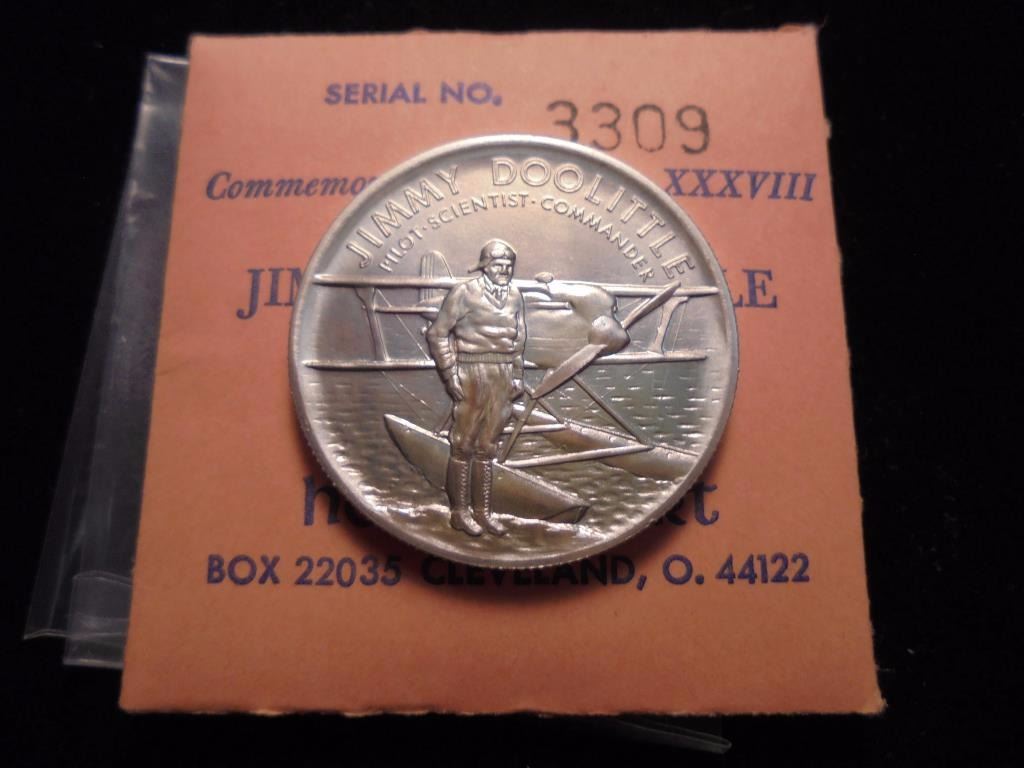 SERIAL NO. 3309
XXXVIII
JIMMY DOOLITTLE
PILOT·SCIENTIST·COMMANDER
BOX 22035 CLEVELAND, O. 44122